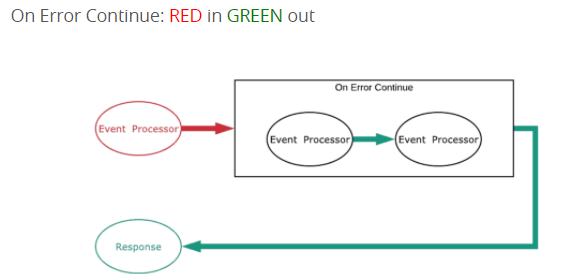 On Error Continue: RED in GREEN out
On Error Continue
Event Processor
Event Processor
Event Processor
Response